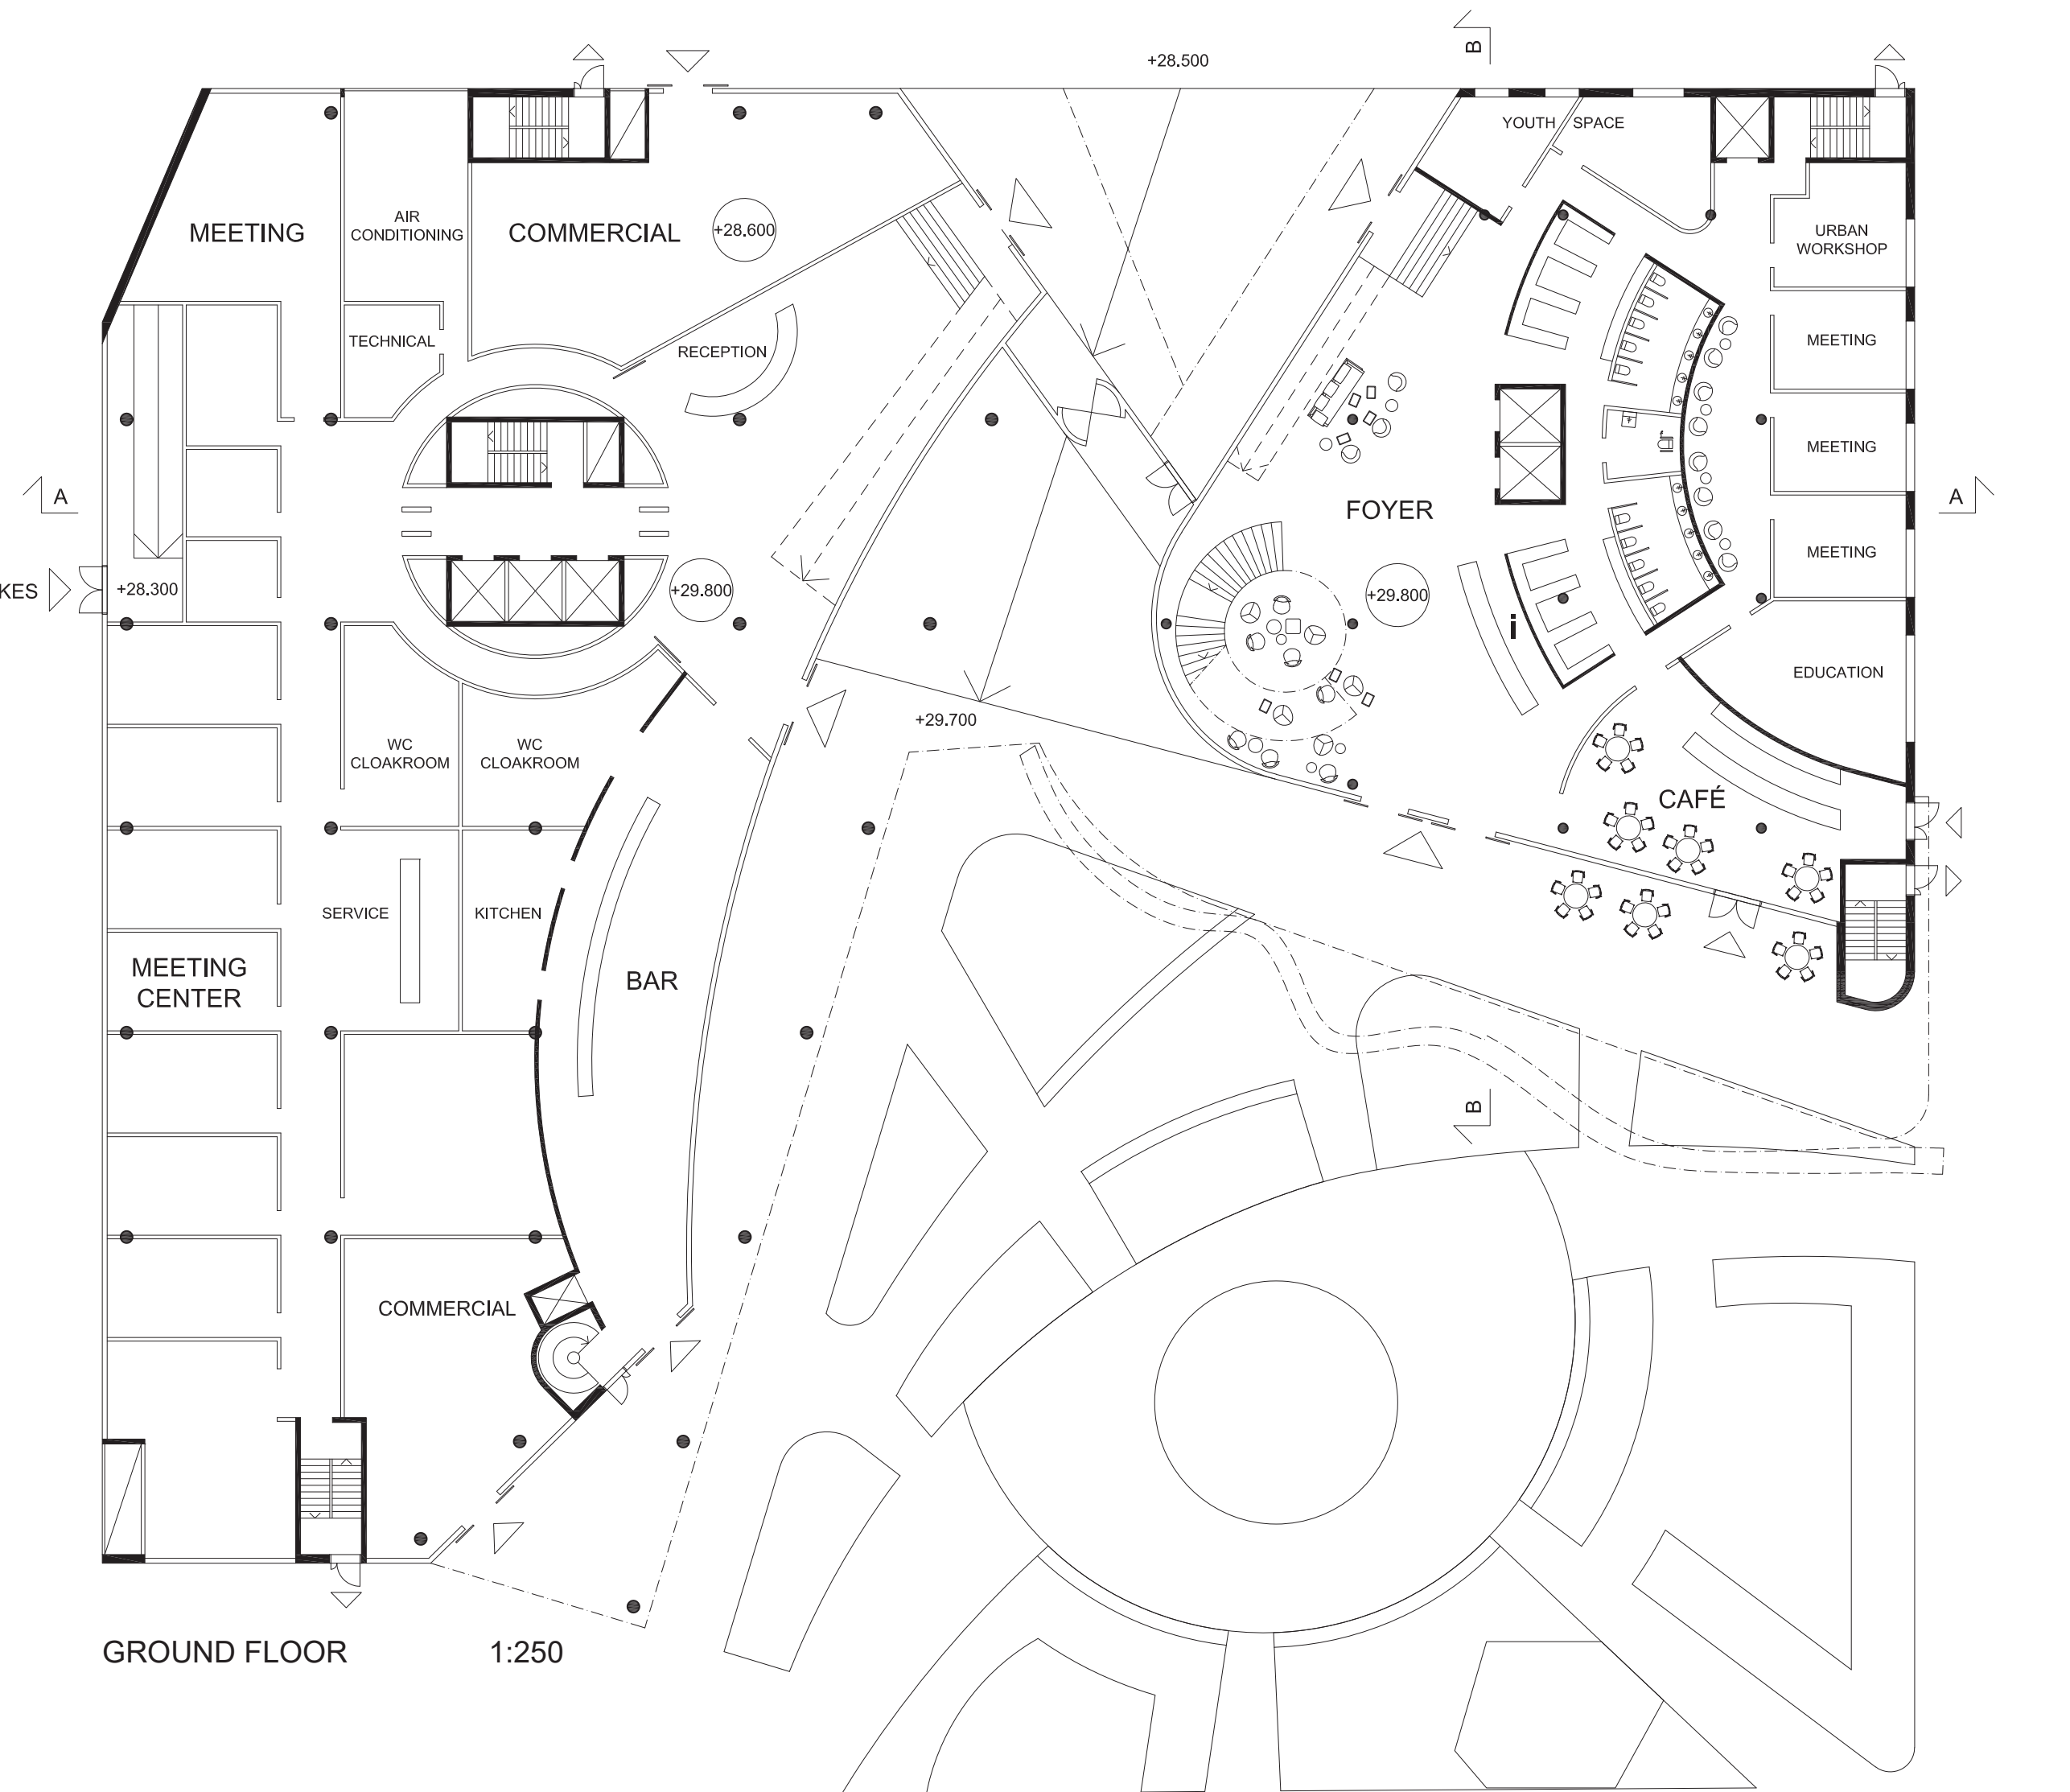 B
+28.500
YOUTH SPACE
MEETING
AIR
CONDITIONING
COMMERCIAL
+28.600
URBAN
WORKSHOP
TECHNICAL
RECEPTION
MEETING
MEETING
A
FOYER
A
MEETING
KES
+28.300
+29.800
+29.800
i
EDUCATION
+29.700
WC
CLOAKROOM
WC
CLOAKROOM
CAFÉ
SERVICE
KITCHEN
MEETING
CENTER
BAR
B
COMMERCIAL
GROUND FLOOR 1:250